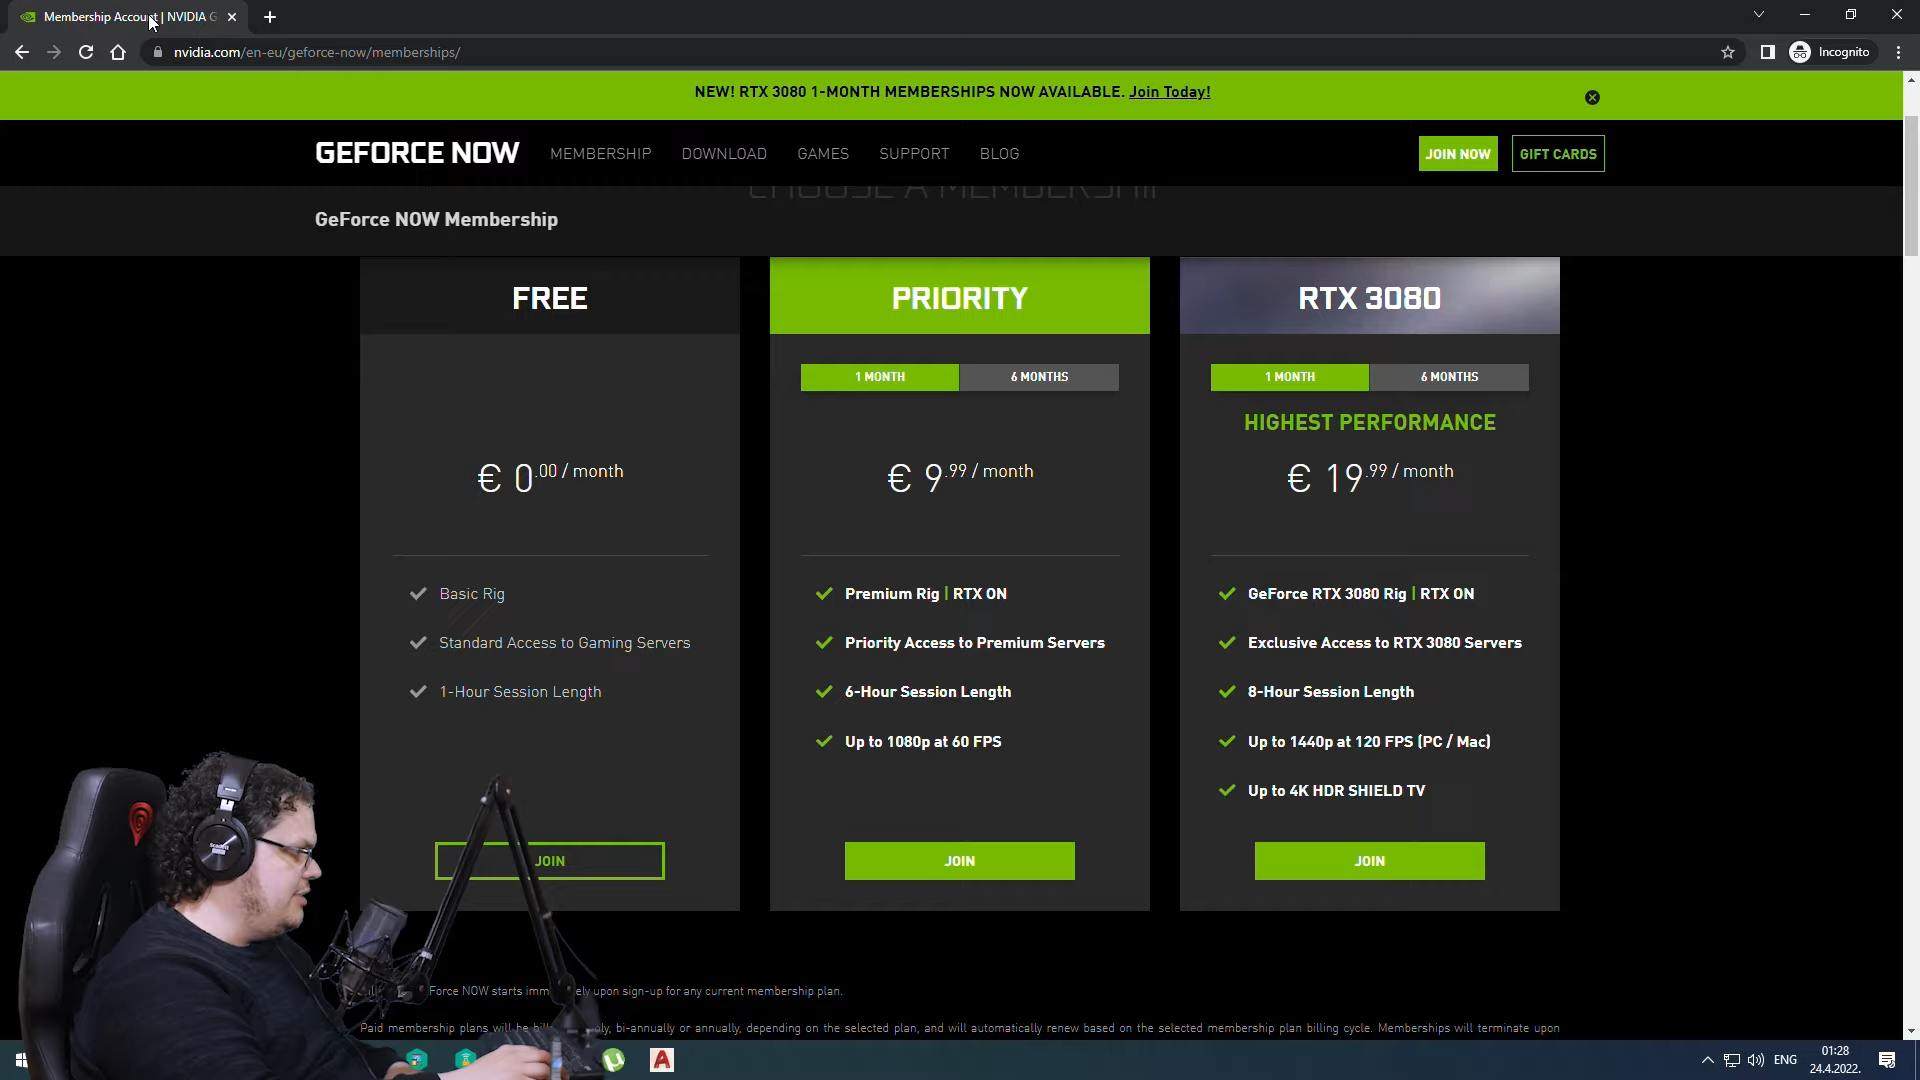 Membership Account | NVIDIA G
nvidia.com/en-eu/geforce-now/memberships/
Incognito
NEW! RTX 3080 1-MONTH MEMBERSHIPS NOW AVAILABLE. Join Today!
GEFORCE NOW
MEMBERSHIP
DOWNLOAD
GAMES
SUPPORT
BLOG
JOIN NOW
GIFT CARDS
CHOOSE A MEMBERSHIP
GeForce NOW Membership
FREE
€ 0.00 / month
Basic Rig
Standard Access to Gaming Servers
1-Hour Session Length
JOIN
PRIORITY
1 MONTH
6 MONTHS
€ 9.99 / month
Premium Rig | RTX ON
Priority Access to Premium Servers
6-Hour Session Length
Up to 1080p at 60 FPS
JOIN
RTX 3080
1 MONTH
6 MONTHS
HIGHEST PERFORMANCE
€ 19.99 / month
GeForce RTX 3080 Rig | RTX ON
Exclusive Access to RTX 3080 Servers
8-Hour Session Length
Up to 1440p at 120 FPS (PC / Mac)
Up to 4K HDR SHIELD TV
JOIN
Force NOW starts upon sign-up for any current membership plan.
Paid membership plans will be bi-annually or annually, depending on the selected plan, and will automatically renew based on the selected membership plan billing cycle. Memberships will terminate upon
A
ENG
01:28
24.4.2022.